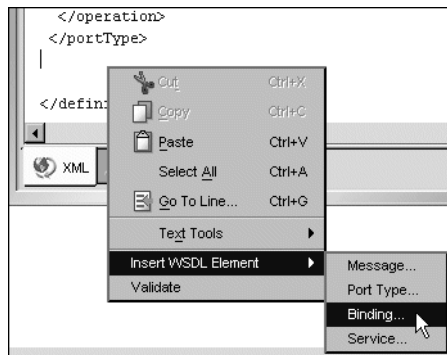 </operation>
</portType>
</defin
Cut Ctrl+X
Copy Ctrl+C
Paste Ctrl+V
Select All Ctrl+A
Go To Line... Ctrl+G
Text Tools
Insert WSDL Element
Validate
XML
Message...
Port Type...
Binding...
Service...